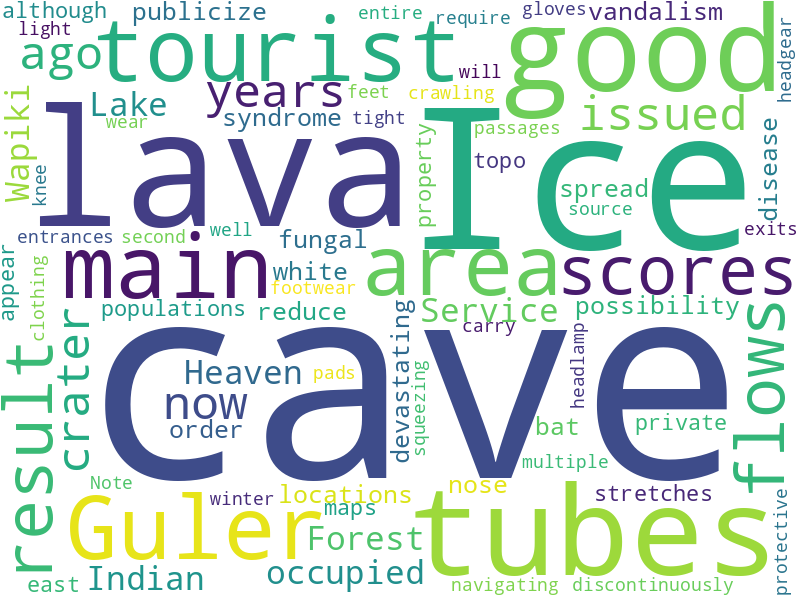 although publicize entire require gloves vandalism
light ago tourist good headgear
will
years feet crawling
Lake syndrome tight issued
Wapiki wear passages disease
knee lava Ice property topo
spread
source
entrances second well exits
appear main fungal area scores
white
clothing footwear
populations reduce Service possibility
carry
result crater cave flows
Heaven pads devastating headlamp
now squeezing private
order bat
multiple
Note nose stretches
winter locations
Guler maps tubes protective
Forest
east Indian occupied navigating discontinuously